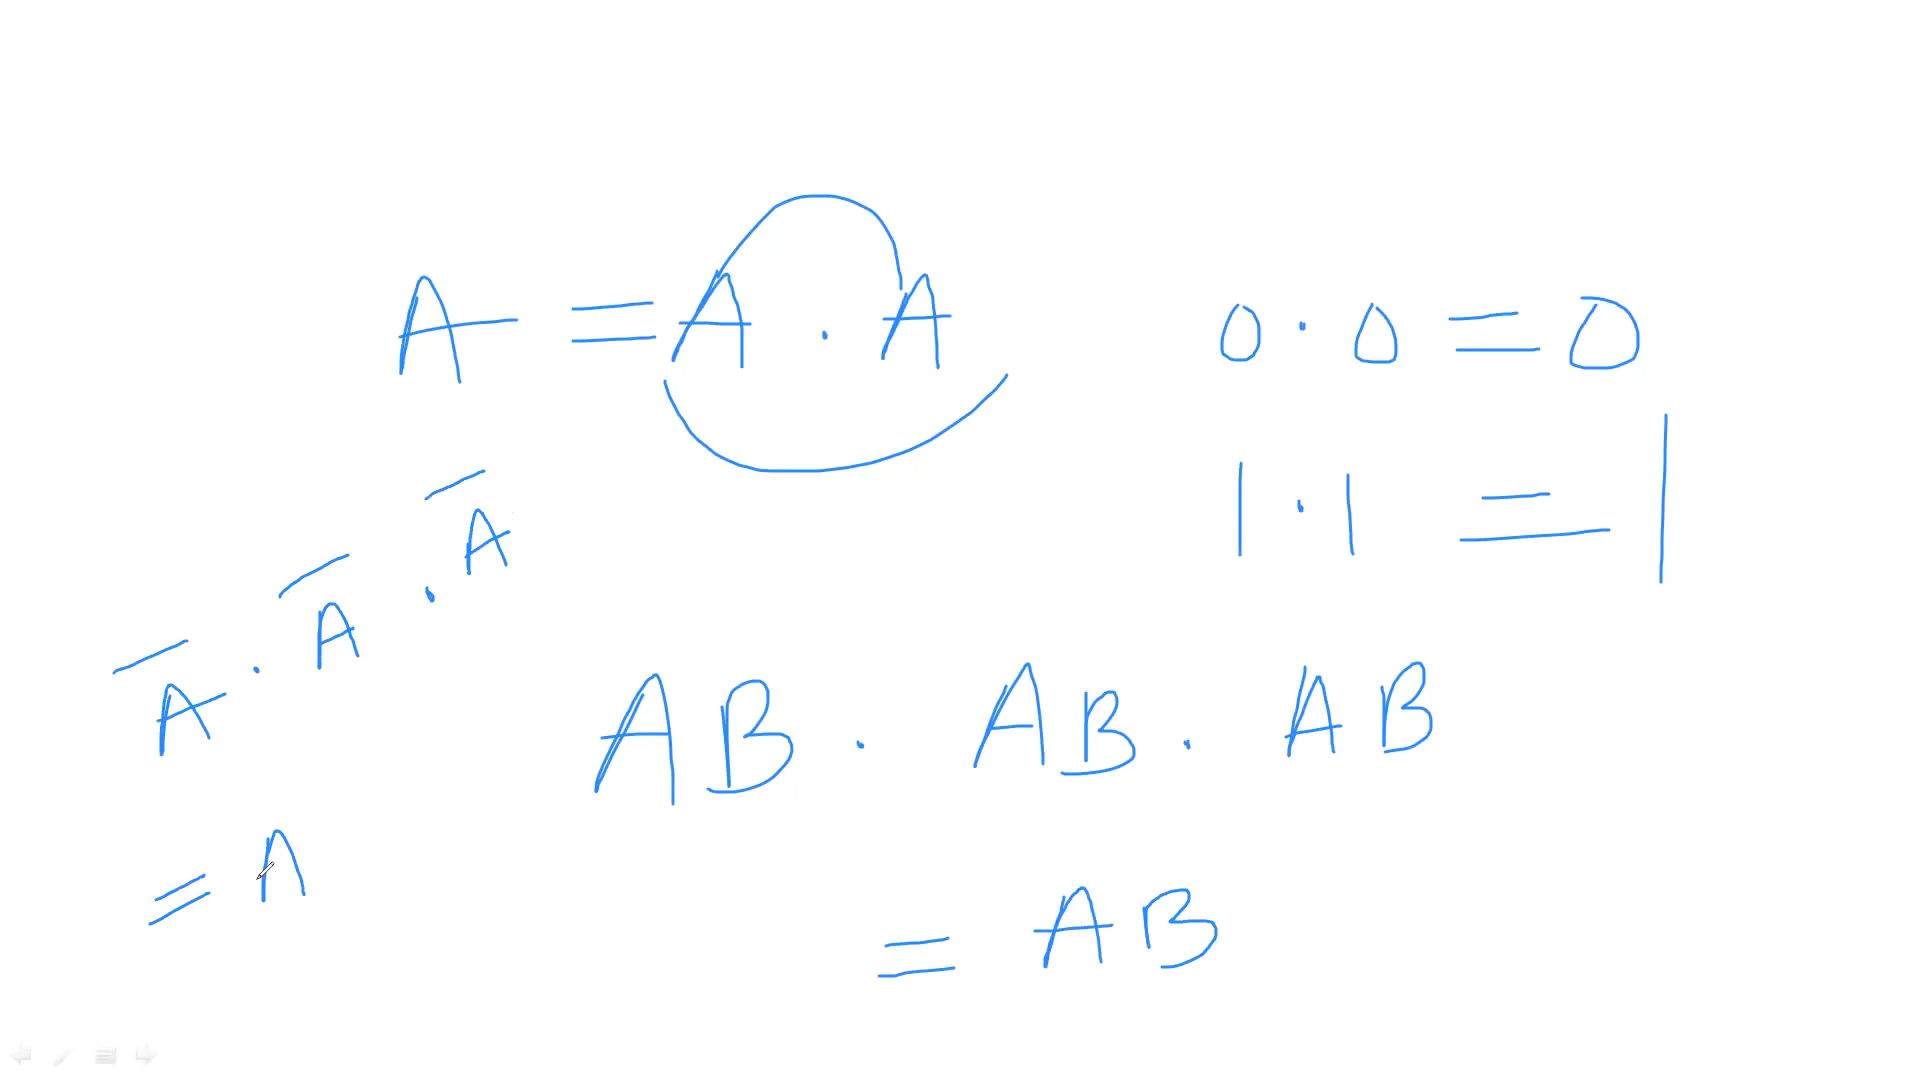 A = A . A
0 . 0 = 0
1 . 1 = 1
A̅ . A̅ . A̅
AB . AB . AB
= A
= AB